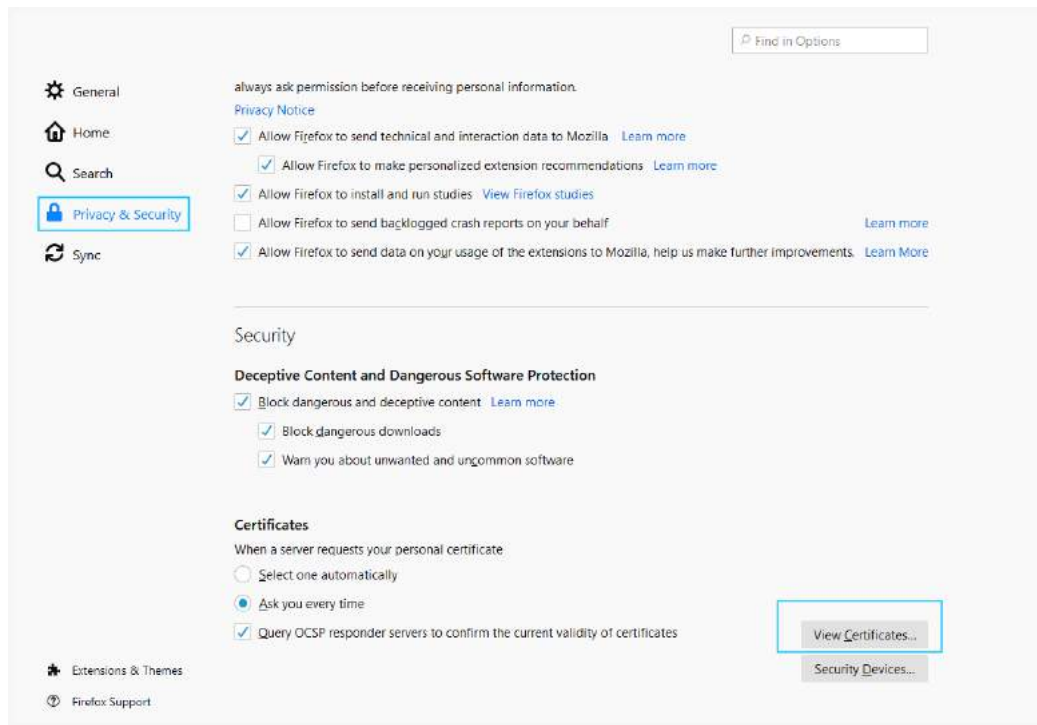 Find in Options
General
Home
Search
Privacy & Security
Sync
always ask permission before receiving personal information.
Privacy Notice
Allow Firefox to send technical and interaction data to Mozilla Learn more
Allow Firefox to make personalized extension recommendations Learn more
Allow Firefox to install and run studies View Firefox studies
Allow Firefox to send backlogged crash reports on your behalf Learn more
Allow Firefox to send data on your usage of the extensions to Mozilla, help us make further improvements. Learn More
Security
Deceptive Content and Dangerous Software Protection
Block dangerous and deceptive content Learn more
Block dangerous downloads
Warn you about unwanted and uncommon software
Certificates
When a server requests your personal certificate
Select one automatically
Ask you every time
Query OCSP responder servers to confirm the current validity of certificates
View Certificates...
Security Devices...
Extensions & Themes
Firefox Support